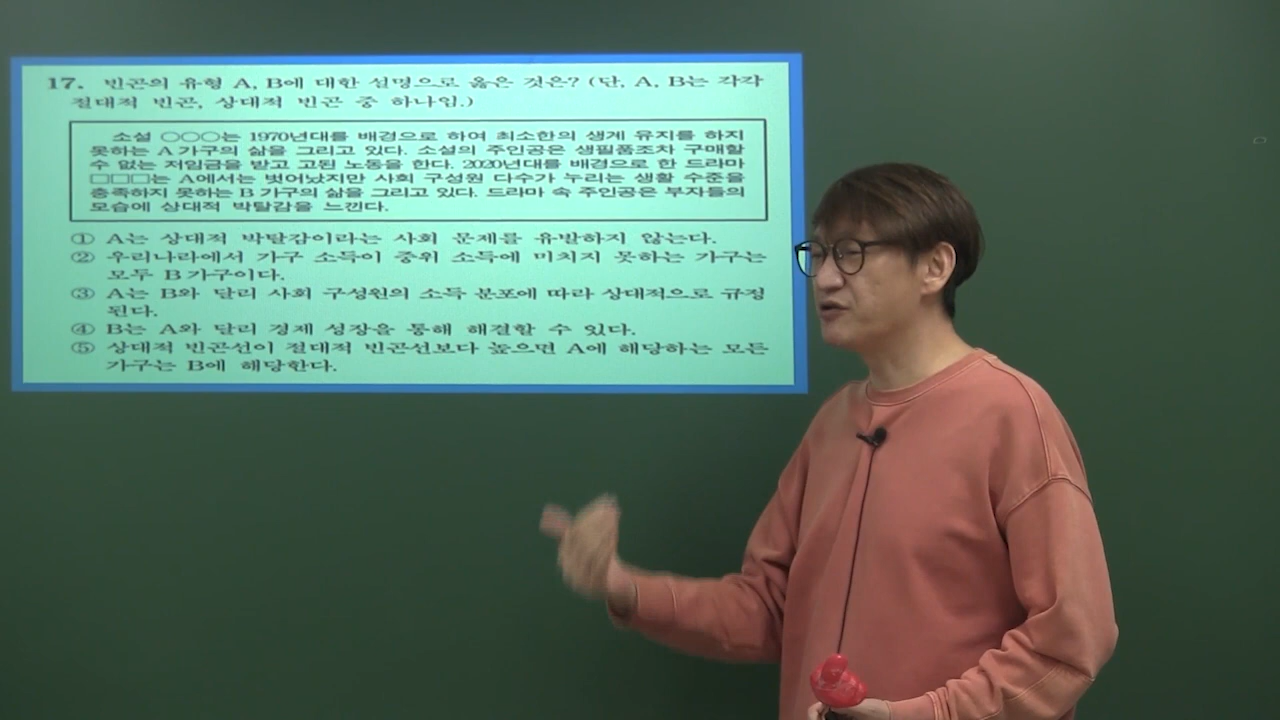 17. 빈곤의 유형 A, B에 대한 설명으로 옳은 것은? (단, A, B는 각각
절대적 빈곤, 상대적 빈곤 중 하나임.)
소설 ○○○는 1970년대를 배경으로 하여 최소한의 생계 유지를 하지
못하는 A 가구의 삶을 그리고 있다. 소설의 주인공은 생필품조차 구매할
수 없는 저임금을 받고 고된 노동을 한다. 2020년대를 배경으로 한 드라마
□□□는 A에서는 벗어났지만 사회 구성원 다수가 누리는 생활 수준을
충족하지 못하는 B 가구의 삶을 그리고 있다. 드라마 속 주인공은 부자들의
모습에 상대적 박탈감을 느낀다.
① A는 상대적 박탈감이라는 사회 문제를 유발하지 않는다.
② 우리나라에서 가구 소득이 중위 소득에 미치지 못하는 가구는
모두 B 가구이다.
③ A는 B와 달리 사회 구성원의 소득 분포에 따라 상대적으로 규정
된다.
④ B는 A와 달리 경제 성장을 통해 해결할 수 있다.
⑤ 상대적 빈곤선이 절대적 빈곤선보다 높으면 A에 해당하는 모든
가구는 B에 해당한다.